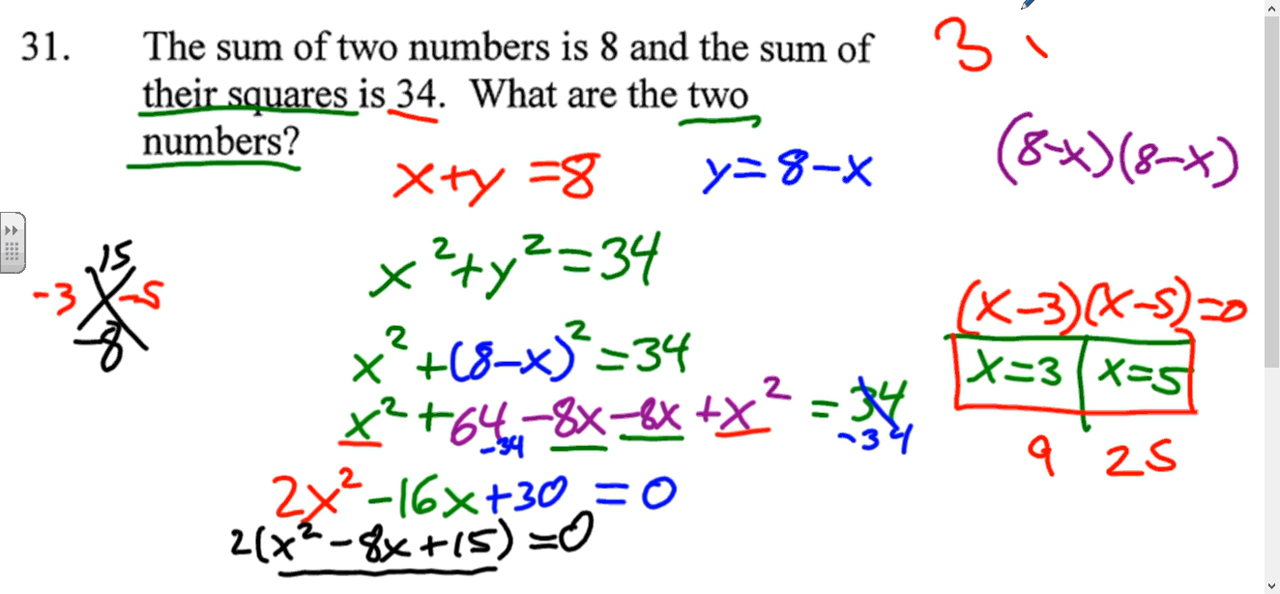 31. The sum of two numbers is 8 and the sum of
their squares is 34. What are the two
numbers?
3
(8-x)(8-x)
x+y =8
y=8-x
x²+y²=34
15
-3 -5
-8
x²+(8-x)²=34
x²+64-8x-8x+x² = 34
-34 -34
2x²-16x+30 =0
2(x²-8x+15)=0
(x-3)(x-5)=0
x=3 x=5
9 25